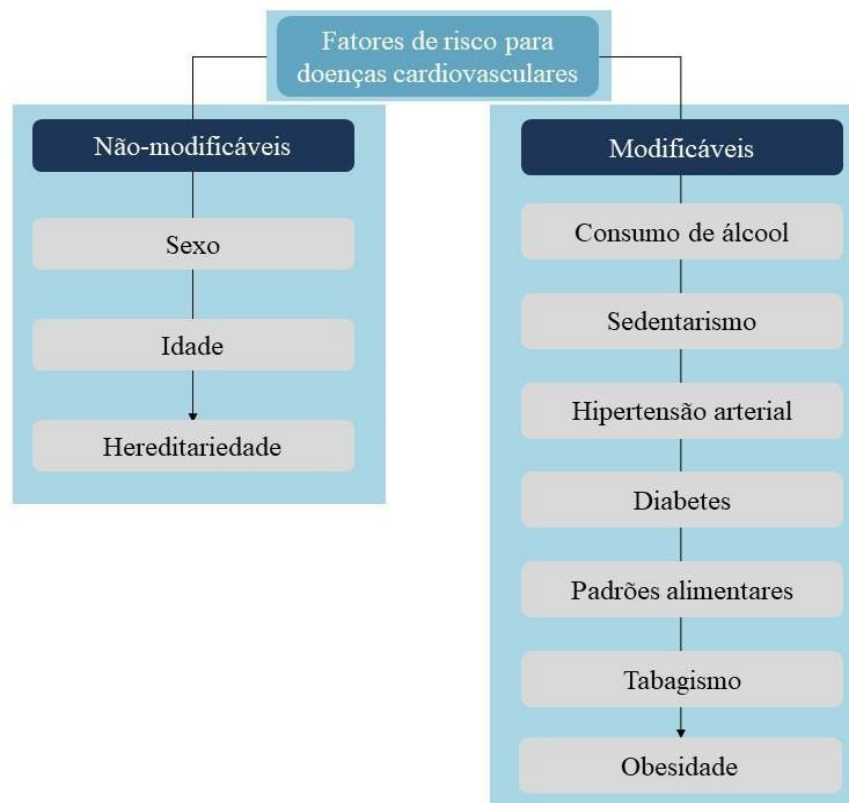 Fatores de risco para
doenças cardiovasculares
Não-modificáveis
Sexo
Idade
Hereditariedade
Modificáveis
Consumo de álcool
Sedentarismo
Hipertensão arterial
Diabetes
Padrões alimentares
Tabagismo
Obesidade